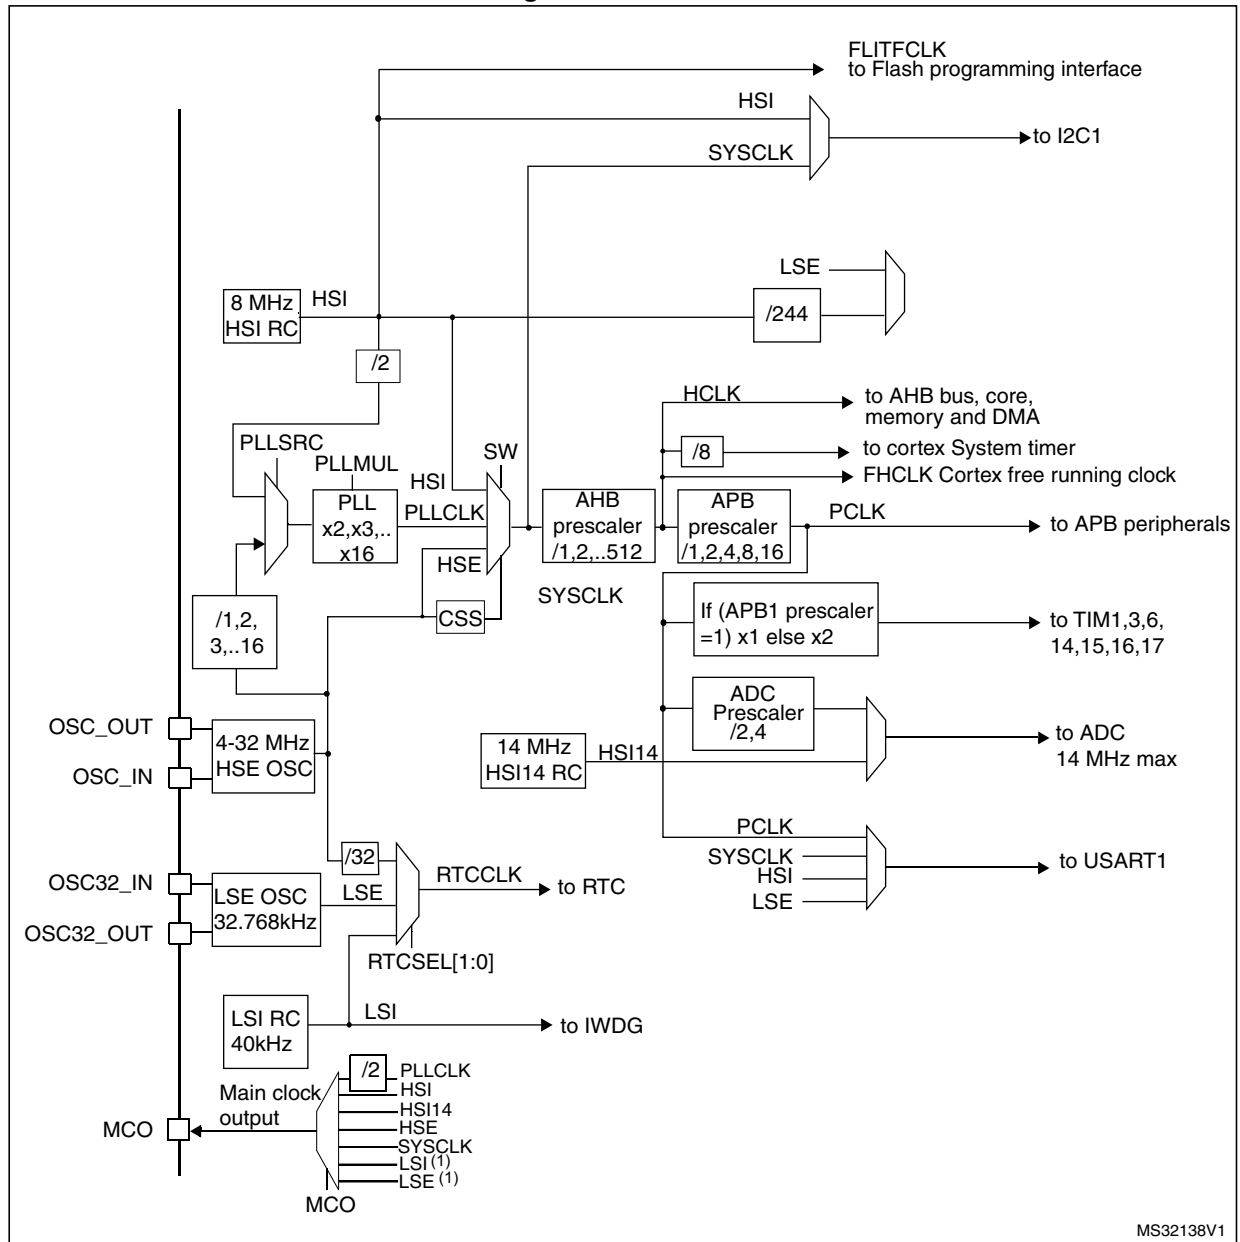 FLITFCLK
to Flash programming interface
HSI
to I2C1
SYSCLK
LSE
8 MHz
HSI RC
HSI
/244
/2
HCLK
to AHB bus, core,
memory and DMA
PLLSRC
SW
/8
to cortex System timer
PLLMUL
HSI
FHCLK Cortex free running clock
PLL
x2,x3,..
x16
PLLCLK
AHB
prescaler
/1,2,..512
APB
prescaler
/1,2,4,8,16
PCLK
to APB peripherals
HSE
SYSCLK
CSS
/1,2,
3,..16
If (APB1 prescaler
=1) x1 else x2
to TIM1,3,6,
14,15,16,17
OSC_OUT
OSC_IN
4-32 MHz
HSE OSC
ADC
Prescaler
/2,4
14 MHz
HSI14 RC
HSI14
to ADC
14 MHz max
PCLK
SYSCLK
HSI
LSE
to USART1
/32
OSC32_IN
OSC32_OUT
LSE OSC
32.768kHz
LSE
RTCCLK
to RTC
RTCSEL[1:0]
LSI RC
40kHz
LSI
to IWDG
/2
PLLCLK
HSI
HSI14
HSE
SYSCLK
LSI (1)
LSE (1)
Main clock
output
MCO
MCO
MS32138V1